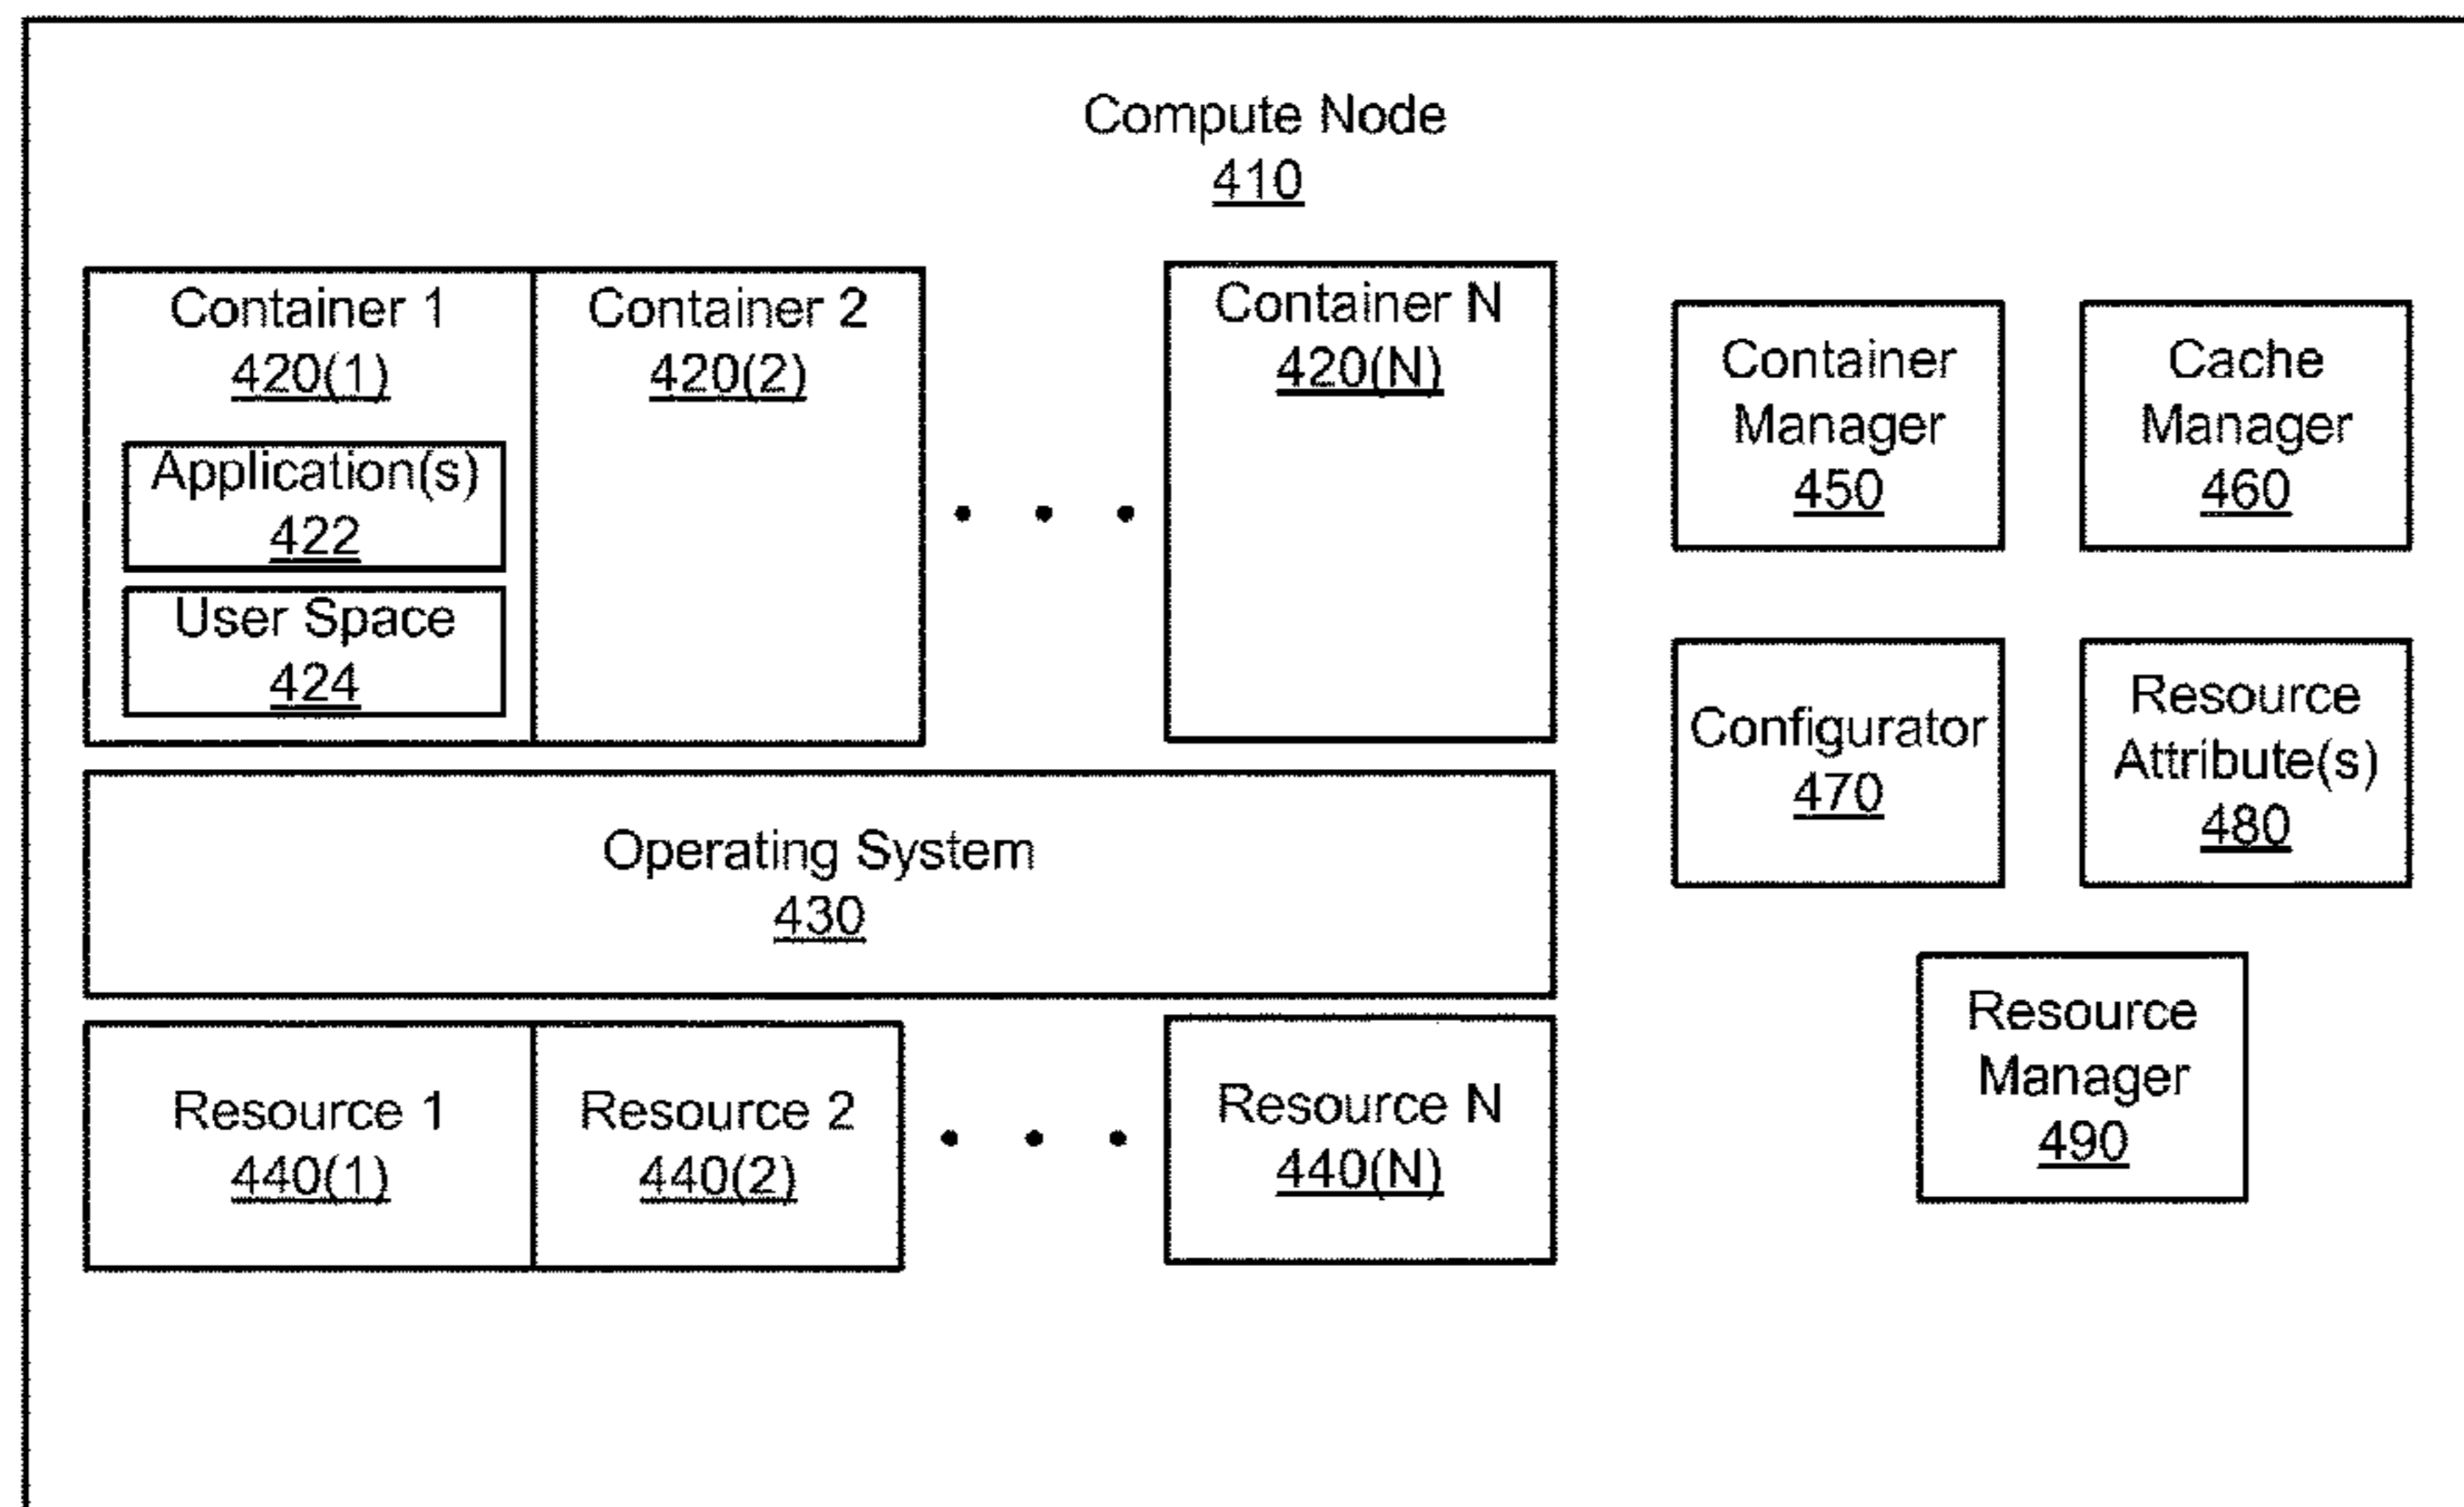 Compute Node
410
Container 1
420(1)
Container 2
420(2)
Container N
420(N)
Application(s)
422
User Space
424
Container
Manager
450
Cache
Manager
460
Configurator
470
Resource
Attribute(s)
480
Operating System
430
Resource 1
440(1)
Resource 2
440(2)
Resource N
440(N)
Resource
Manager
490